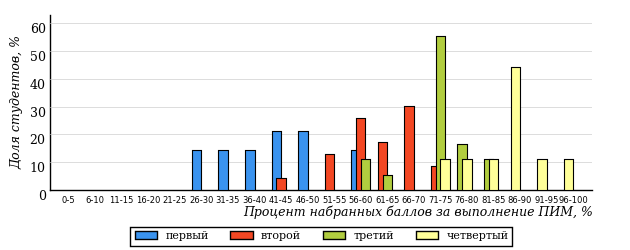 Доля студентов, %
60
50
40
30
20
10
0
0-5 6-10 11-15 16-20 21-25 26-30 31-35 36-40 41-45 46-50 51-55 56-60 61-65 66-70 71-75 76-80 81-85 86-90 91-95 96-100
Процент набранных баллов за выполнение ПИМ, %
первый второй третий четвертый